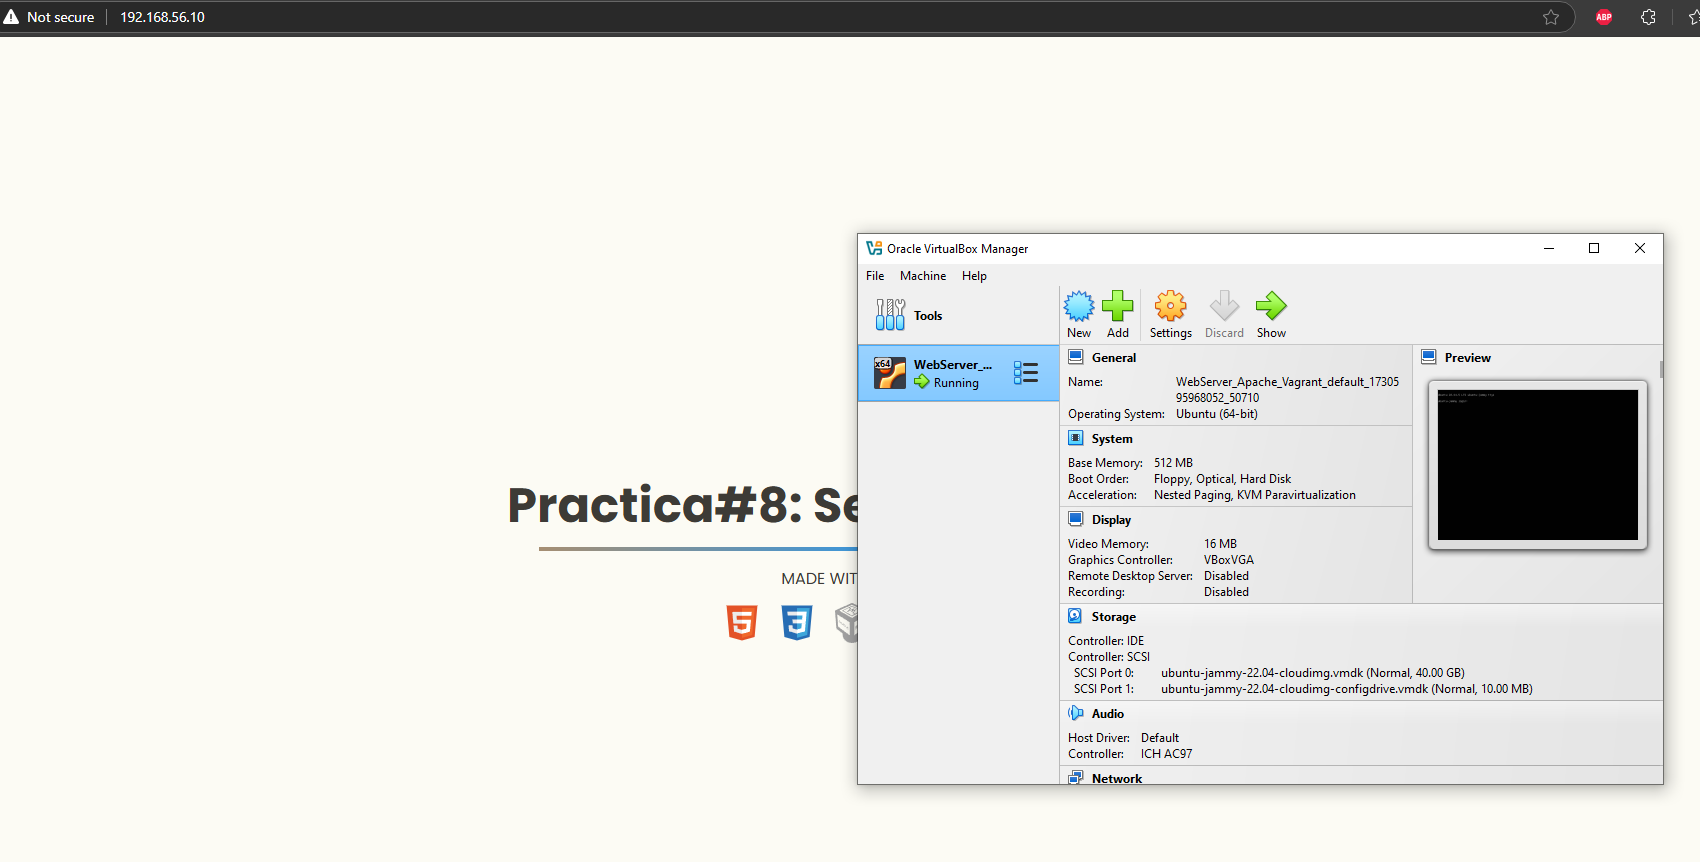 Not secure 192.168.56.10
ABP
Oracle VirtualBox Manager
File Machine Help
Tools
New Add Settings Discard Show
x64
WebServer_...
Running
General
Name: WebServer_Apache_Vagrant_default_17305
95968052_50710
Operating System: Ubuntu (64-bit)
System
Base Memory: 512 MB
Boot Order: Floppy, Optical, Hard Disk
Acceleration: Nested Paging, KVM Paravirtualization
Display
Video Memory: 16 MB
Graphics Controller: VBoxVGA
Remote Desktop Server: Disabled
Recording: Disabled
Storage
Controller: IDE
Controller: SCSI
SCSI Port 0: ubuntu-jammy-22.04-cloudimg.vmdk (Normal, 40.00 GB)
SCSI Port 1: ubuntu-jammy-22.04-cloudimg-configdrive.vmdk (Normal, 10.00 MB)
Audio
Host Driver: Default
Controller: ICH AC97
Network
Preview
Practica#8: Se
MADE WIT
5 3